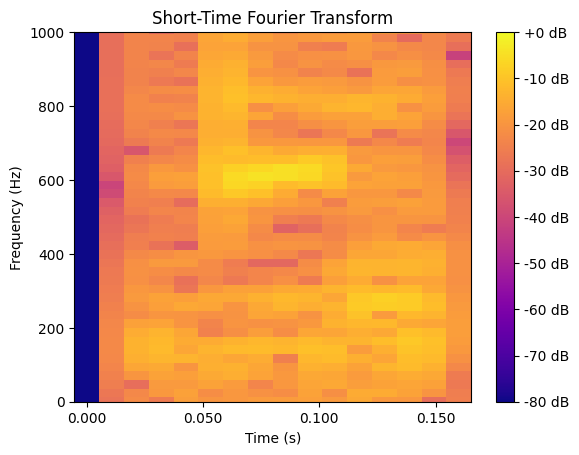 Short-Time Fourier Transform
Frequency (Hz)
1000
800
600
400
200
0
0.000
0.050
0.100
0.150
Time (s)
+0 dB
-10 dB
-20 dB
-30 dB
-40 dB
-50 dB
-60 dB
-70 dB
-80 dB